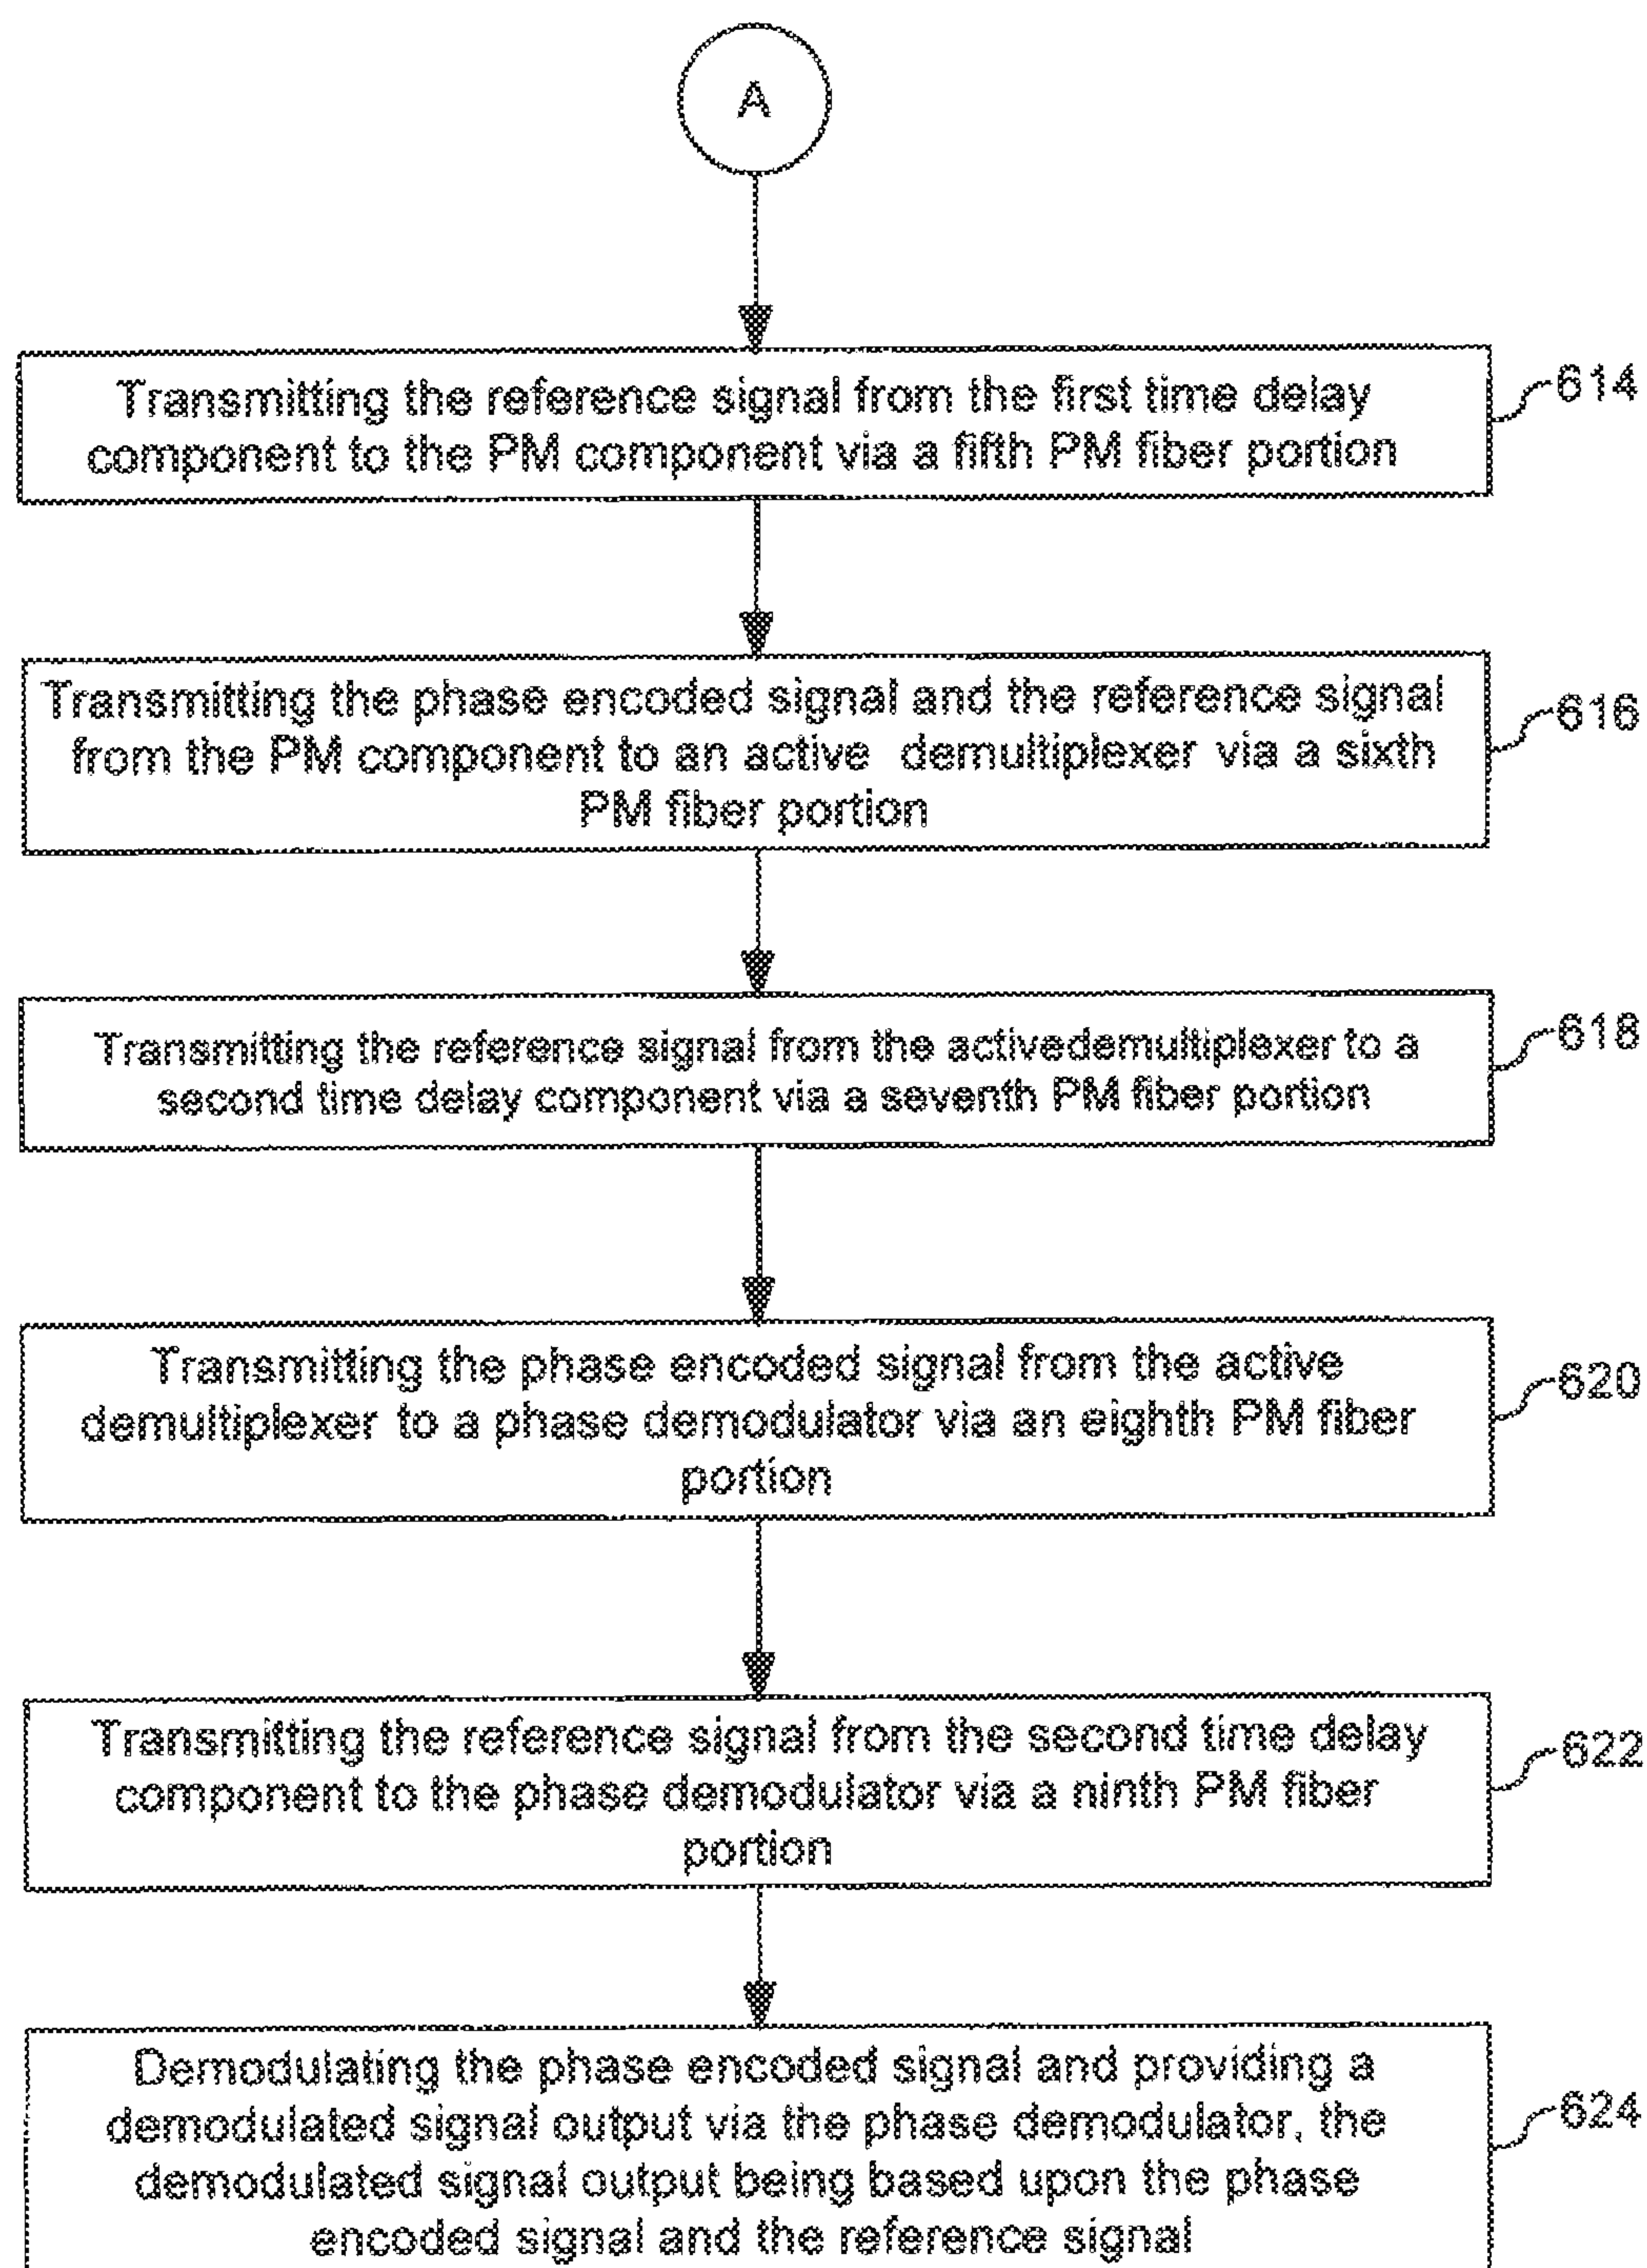 A
Transmitting the reference signal from the first time delay
component to the PM component via a fifth PM fiber portion
614
Transmitting the phase encoded signal and the reference signal
from the PM component to an active demultiplexer via a sixth
PM fiber portion
616
Transmitting the reference signal from the activedemultiplexer to a
second time delay component via a seventh PM fiber portion
618
Transmitting the phase encoded signal from the active
demultiplexer to a phase demodulator via an eighth PM fiber
portion
620
Transmitting the reference signal from the second time delay
component to the phase demodulator via a ninth PM fiber
portion
622
Demodulating the phase encoded signal and providing a
demodulated signal output via the phase demodulator, the
demodulated signal output being based upon the phase
encoded signal and the reference signal
624